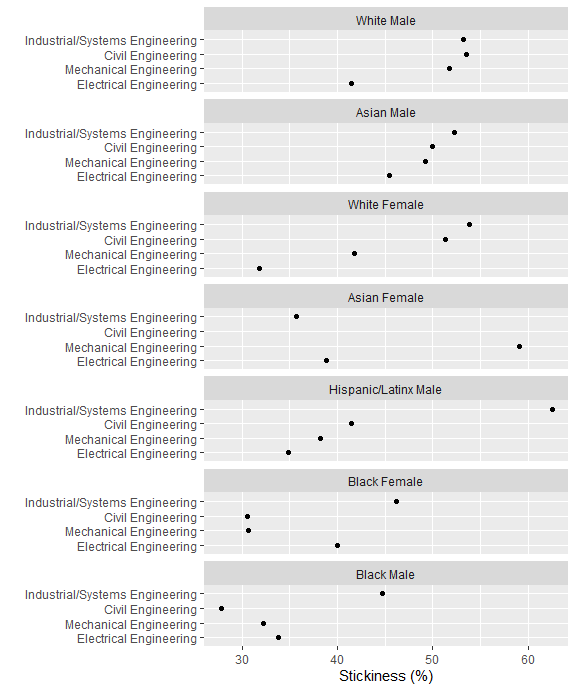 White Male
Industrial/Systems Engineering
Civil Engineering
Mechanical Engineering
Electrical Engineering
Asian Male
Industrial/Systems Engineering
Civil Engineering
Mechanical Engineering
Electrical Engineering
White Female
Industrial/Systems Engineering
Civil Engineering
Mechanical Engineering
Electrical Engineering
Asian Female
Industrial/Systems Engineering
Civil Engineering
Mechanical Engineering
Electrical Engineering
Hispanic/Latinx Male
Industrial/Systems Engineering
Civil Engineering
Mechanical Engineering
Electrical Engineering
Black Female
Industrial/Systems Engineering
Civil Engineering
Mechanical Engineering
Electrical Engineering
Black Male
Industrial/Systems Engineering
Civil Engineering
Mechanical Engineering
Electrical Engineering
30 40 50 60
Stickiness (%)